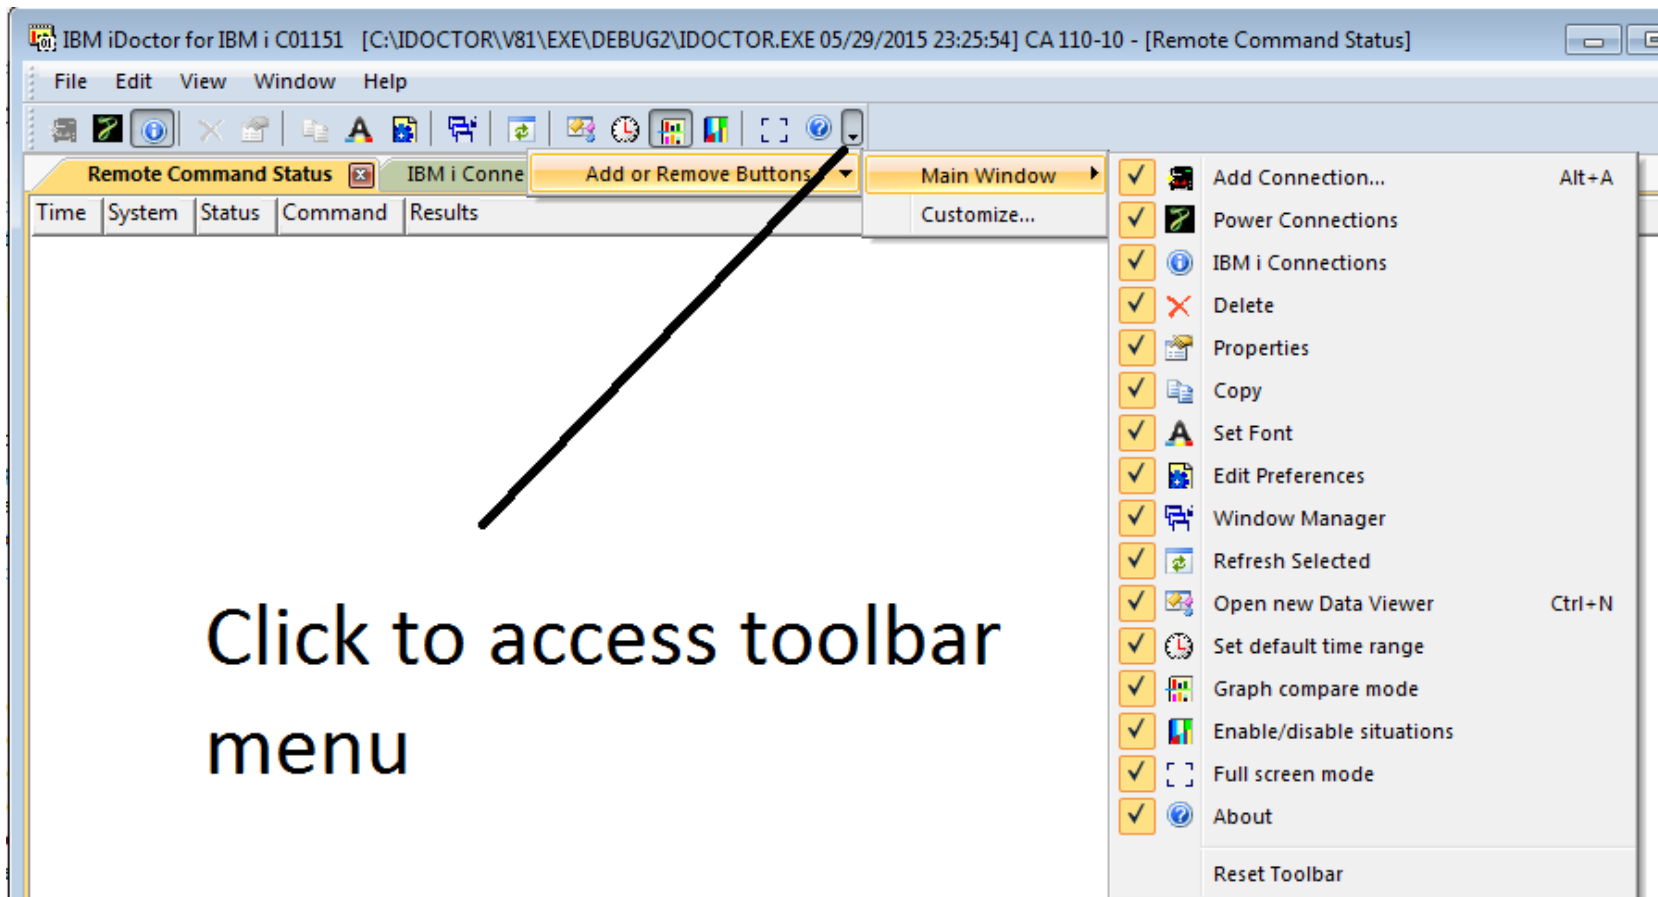 IBM iDoctor for IBM i C01151 [C:\IDOCTOR\V81\EXE\DEBUG2\IDOCTOR.EXE 05/29/2015 23:25:54] CA 110-10 - [Remote Command Status]
File Edit View Window Help
Remote Command Status IBM i Conne Add or Remove Buttons Main Window
Time System Status Command Results Customize...
Add Connection... Alt+A
Power Connections
IBM i Connections
Delete
Properties
Copy
Set Font
Edit Preferences
Window Manager
Refresh Selected
Open new Data Viewer Ctrl+N
Set default time range
Graph compare mode
Enable/disable situations
Full screen mode
About
Reset Toolbar
Click to access toolbar
menu